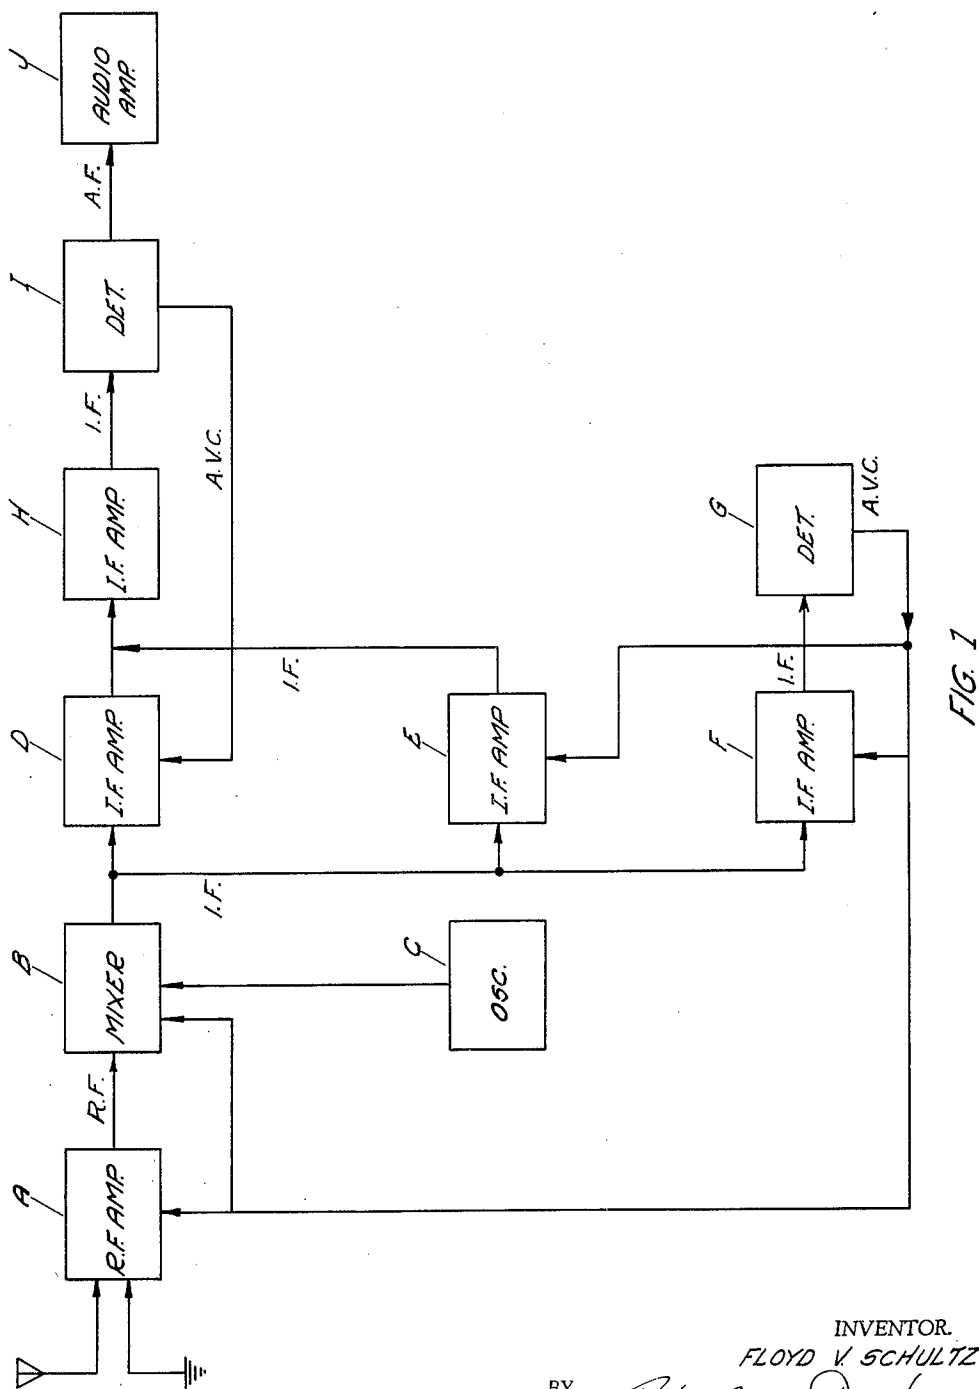 A
R.F. AMP.
R.F.
B
MIXER
C
OSC.
I.F.
D
I.F. AMP.
E
I.F. AMP
F
I.F. AMP.
I.F.
I.F.
G
DET.
A.V.C.
H
I.F. AMP.
I.F.
A.V.C.
I
DET.
A.F.
J
AUDIO
AMP.
FIG. 1
INVENTOR.
FLOYD V. SCHULTZ
BY